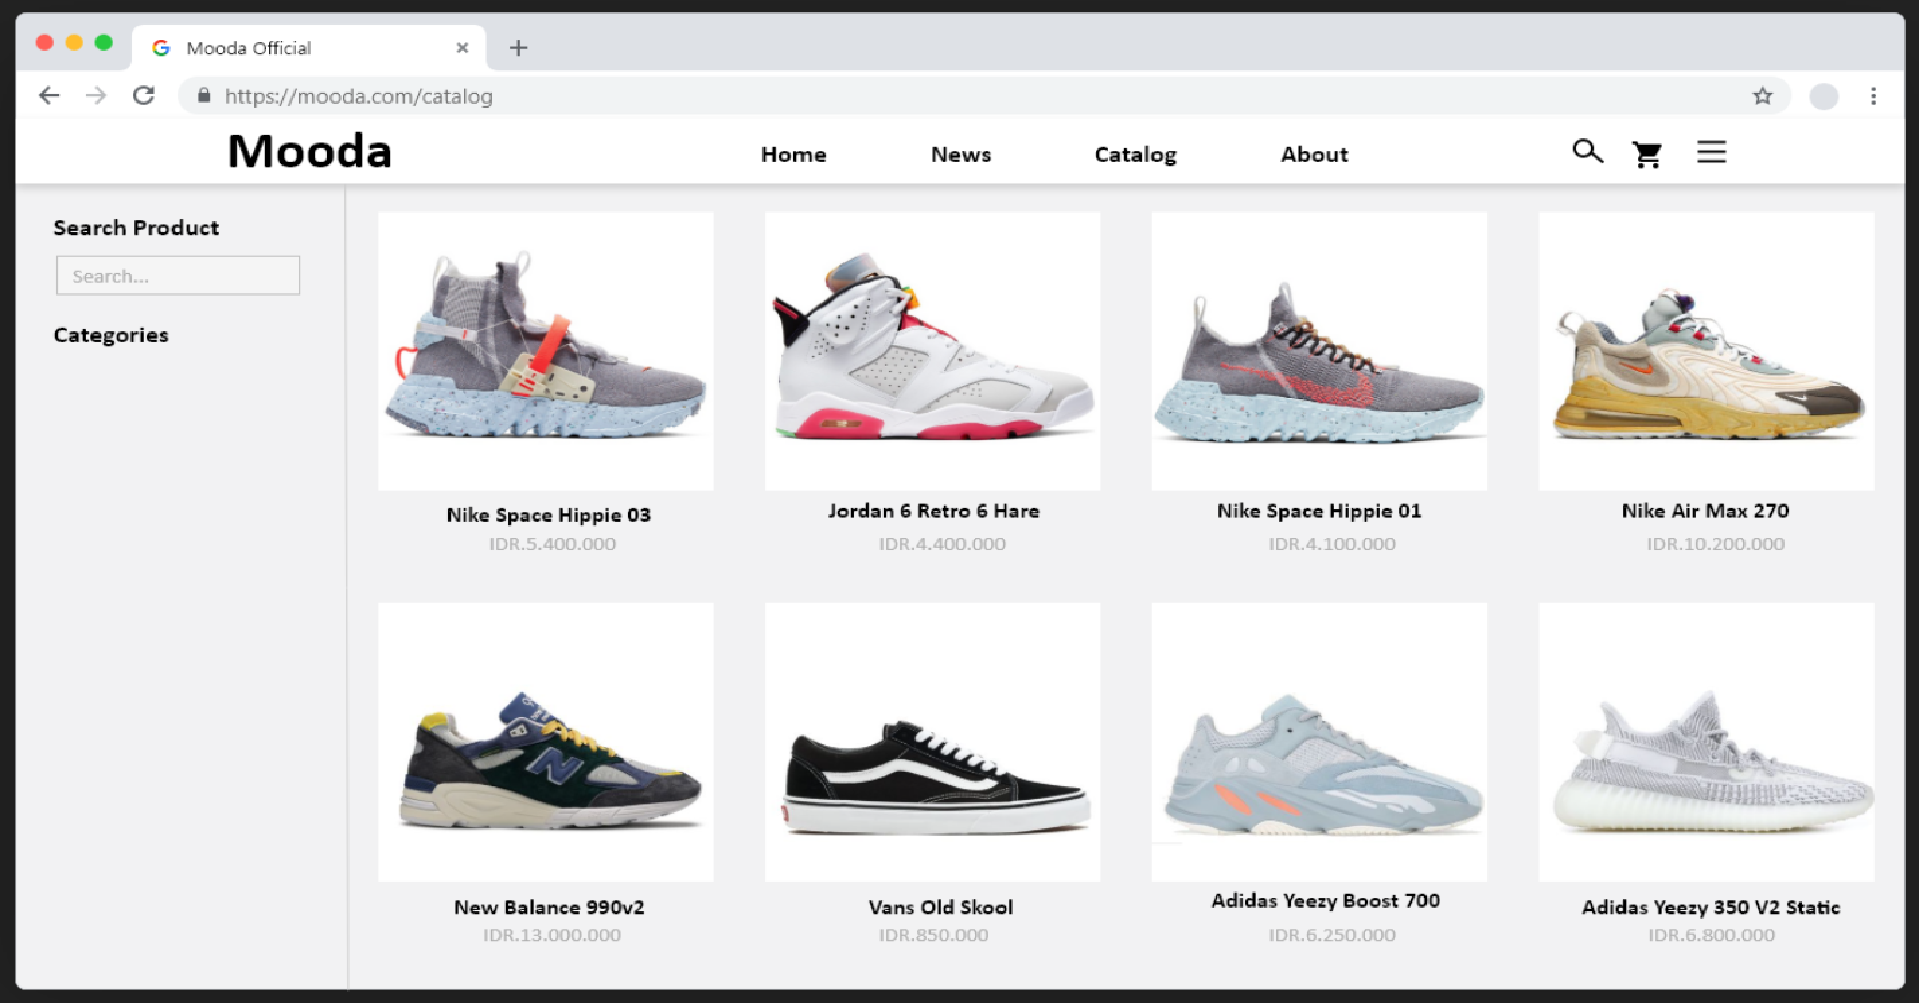 Mooda Official
https://mooda.com/catalog
Mooda
Home
News
Catalog
About
Search Product
Search...
Categories
Nike Space Hippie 03
IDR.5.400.000
Jordan 6 Retro 6 Hare
IDR.4.400.000
Nike Space Hippie 01
IDR.4.100.000
Nike Air Max 270
IDR.10.200.000
New Balance 990v2
IDR.13.000.000
Vans Old Skool
IDR.850.000
Adidas Yeezy Boost 700
IDR.6.250.000
Adidas Yeezy 350 V2 Static
IDR.6.800.000